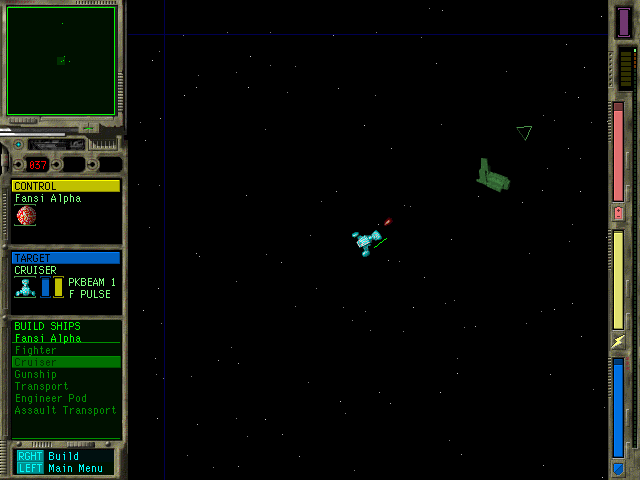 037
CONTROL
Fansi Alpha
TARGET
CRUISER
PKBEAM 1
F PULSE
BUILD SHIPS
Fansi Alpha
Fighter
Cruiser
Gunship
Transport
Engineer Pod
Assault Transport
RGHT Build
LEFT Main Menu